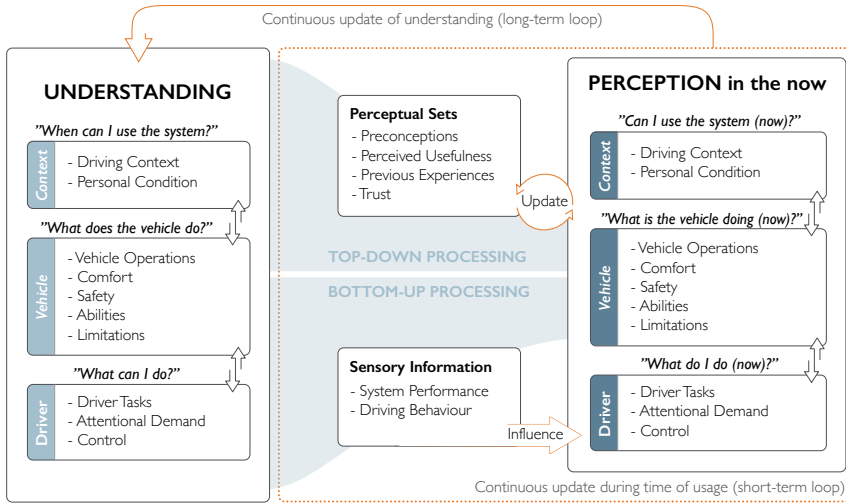 Continuous update of understanding (long-term loop)
UNDERSTANDING
”When can I use the system?”
Context
- Driving Context
- Personal Condition
”What does the vehicle do?”
Vehicle
- Vehicle Operations
- Comfort
- Safety
- Abilities
- Limitations
”What can I do?”
Driver
- Driver Tasks
- Attentional Demand
- Control
Perceptual Sets
- Preconceptions
- Perceived Usefulness
- Previous Experiences
- Trust
Update
TOP-DOWN PROCESSING
BOTTOM-UP PROCESSING
Sensory Information
- System Performance
- Driving Behaviour
Influence
PERCEPTION in the now
”Can I use the system (now)?”
Context
- Driving Context
- Personal Condition
”What is the vehicle doing (now)?”
Vehicle
- Vehicle Operations
- Comfort
- Safety
- Abilities
- Limitations
”What do I do (now)?”
Driver
- Driver Tasks
- Attentional Demand
- Control
Continuous update during time of usage (short-term loop)